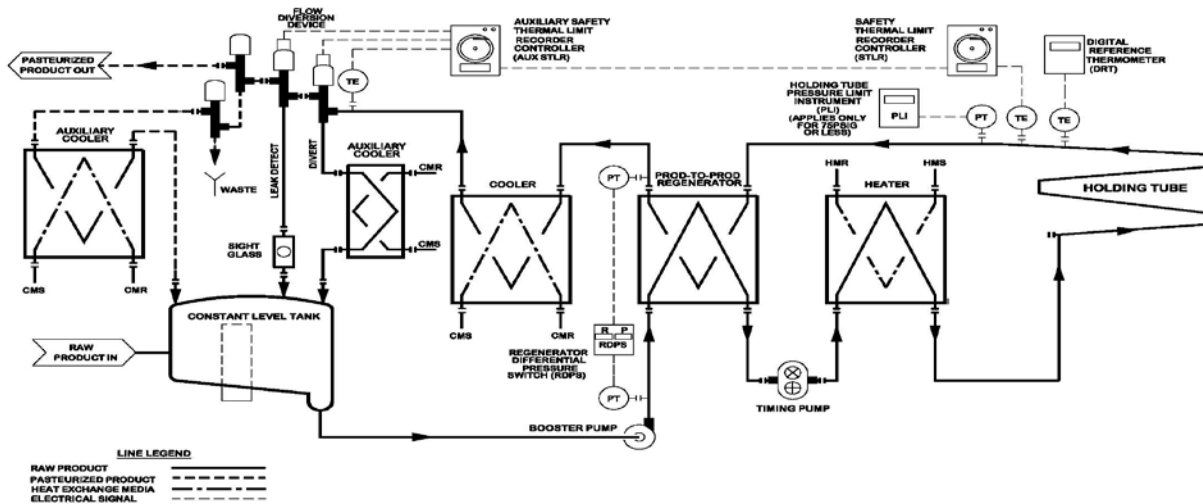 FLOW
DIVERSION
DEVICE
AUXILIARY SAFETY
THERMAL LIMIT
RECORDER
CONTROLLER
(AUX STLR)
SAFETY
THERMAL LIMIT
RECORDER
CONTROLLER
(STLR)
DIGITAL
REFERENCE
THERMOMETER
(DRT)
PASTEURIZED
PRODUCT OUT
TE
HOLDING TUBE
PRESSURE LIMIT
INSTRUMENT
(PLI)
(APPLIES ONLY
FOR 75PSIG
OR LESS)
PLI
PT
TE
TE
AUXILIARY
COOLER
WASTE
LEAK DETECT
DIVERT
AUXILIARY
COOLER
CMR
CMS
COOLER
PT
PROD-TO-PROD
REGENERATOR
HMR
HMS
HEATER
HOLDING TUBE
SIGHT
GLASS
CMS
CMR
CONSTANT LEVEL TANK
RAW
PRODUCT IN
CMS
CMR
R P
RDPS
REGENERATOR
DIFFERENTIAL
PRESSURE
SWITCH (RDPS)
PT
TIMING PUMP
BOOSTER PUMP
LINE LEGEND
RAW PRODUCT
PASTEURIZED PRODUCT
HEAT EXCHANGE MEDIA
ELECTRICAL SIGNAL